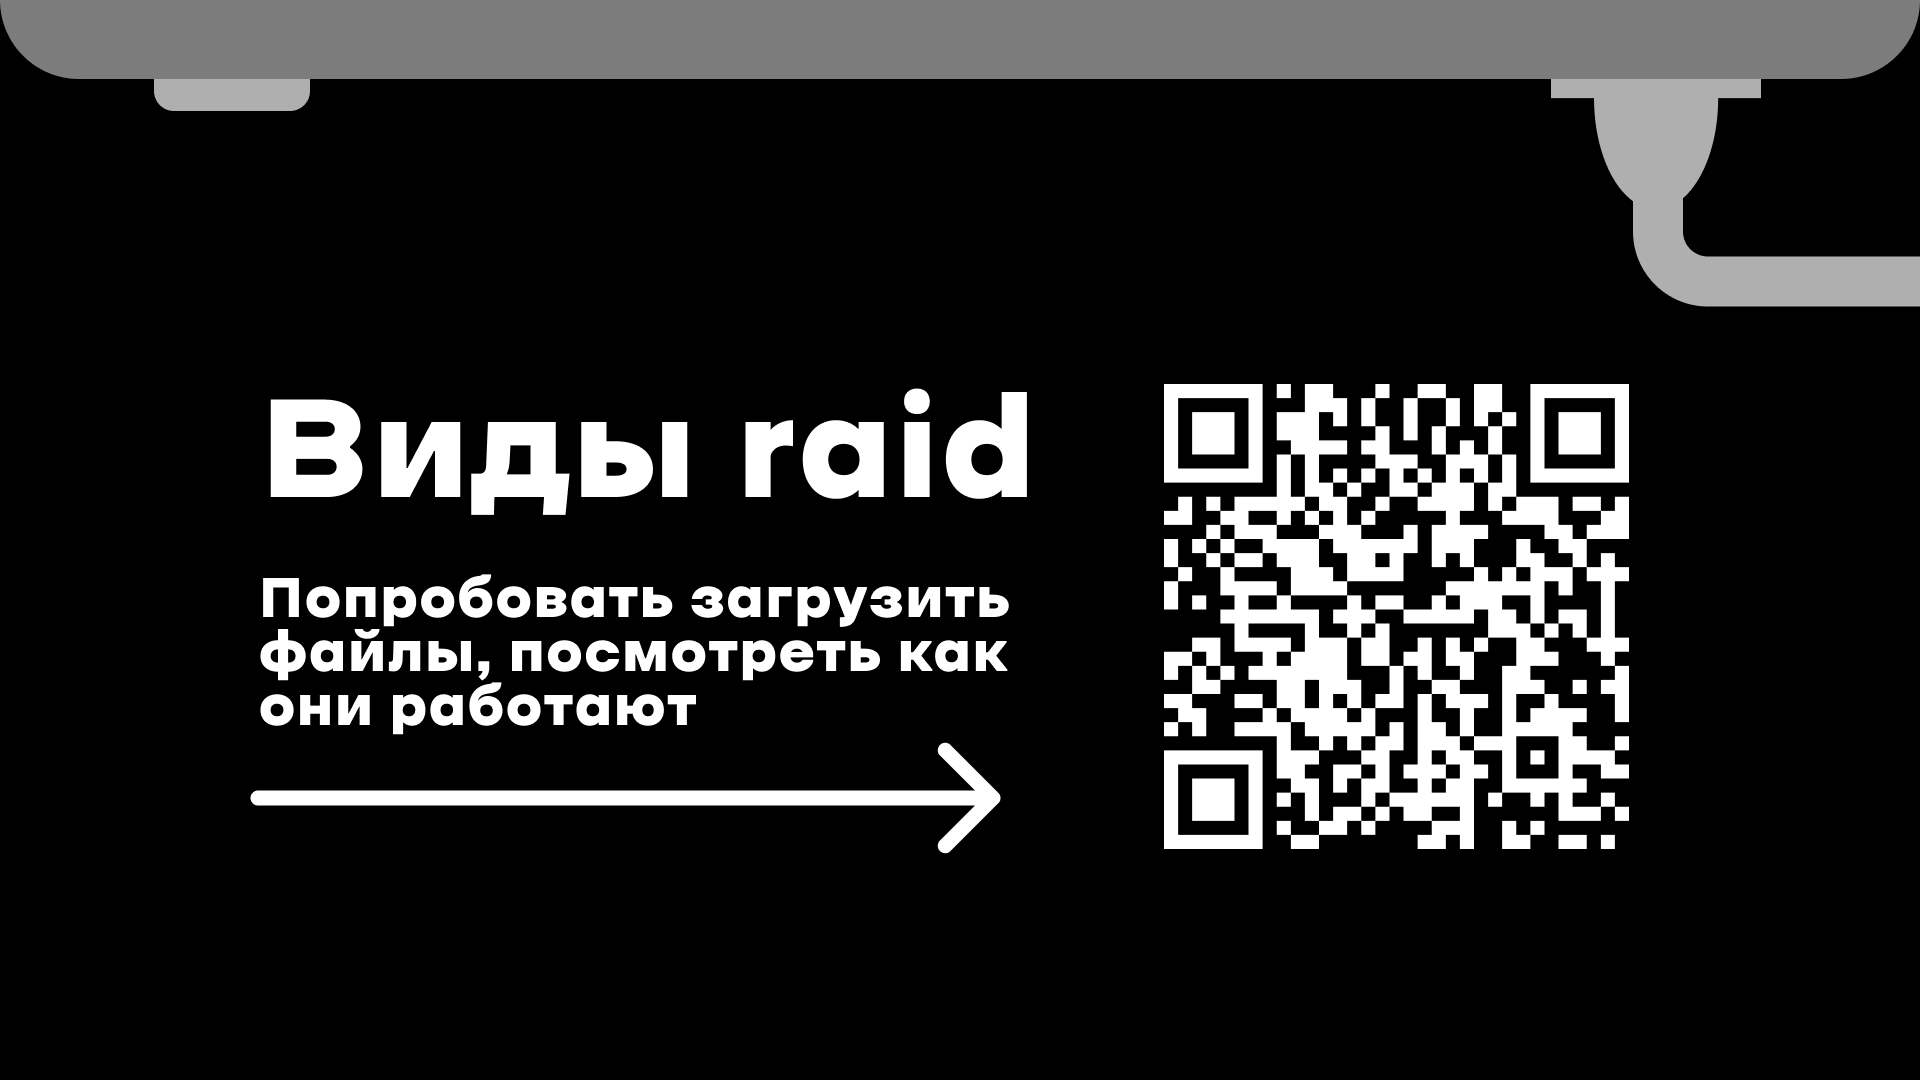 Виды raid
Попробовать загрузить
файлы, посмотреть как
они работают